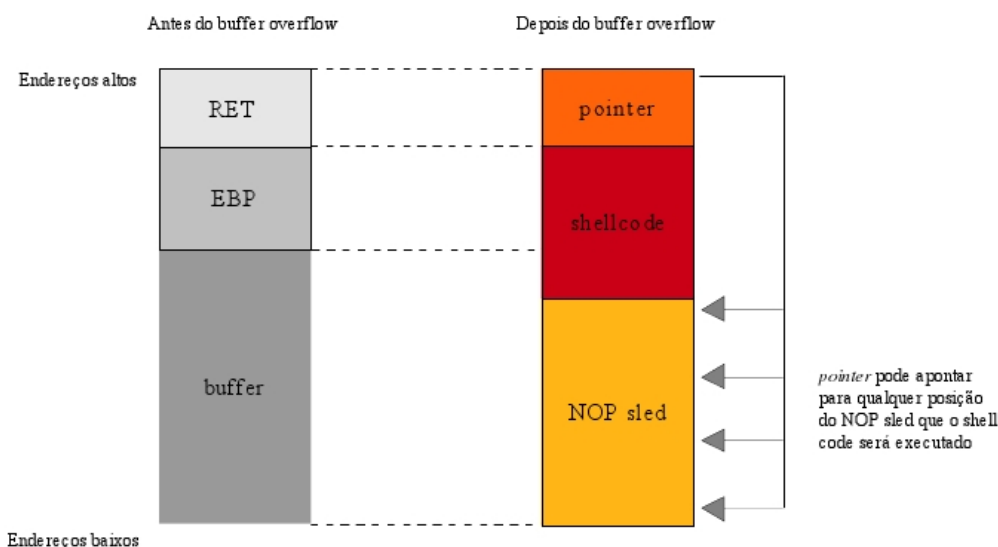 Antes do buffer overflow
Depois do buffer overflow
Endereços altos
RET
pointer
EBP
shellcode
buffer
NOP sled
pointer pode apontar
para qualquer posição
do NOP sled que o shell
code será executado
Endereços baixos